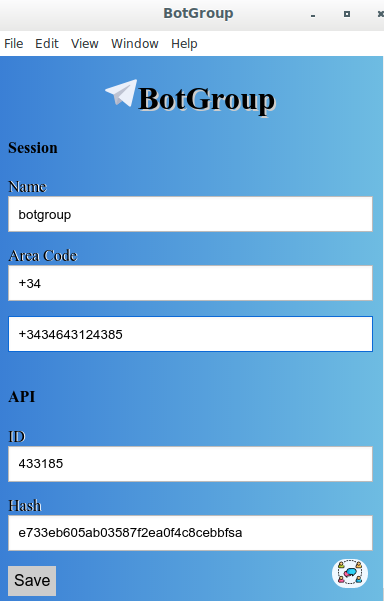 BotGroup
File Edit View Window Help
BotGroup
Session
Name
botgroup
Area Code
+34
+3434643124385
API
ID
433185
Hash
e733eb605ab03587f2ea0f4c8cebbfsa
Save